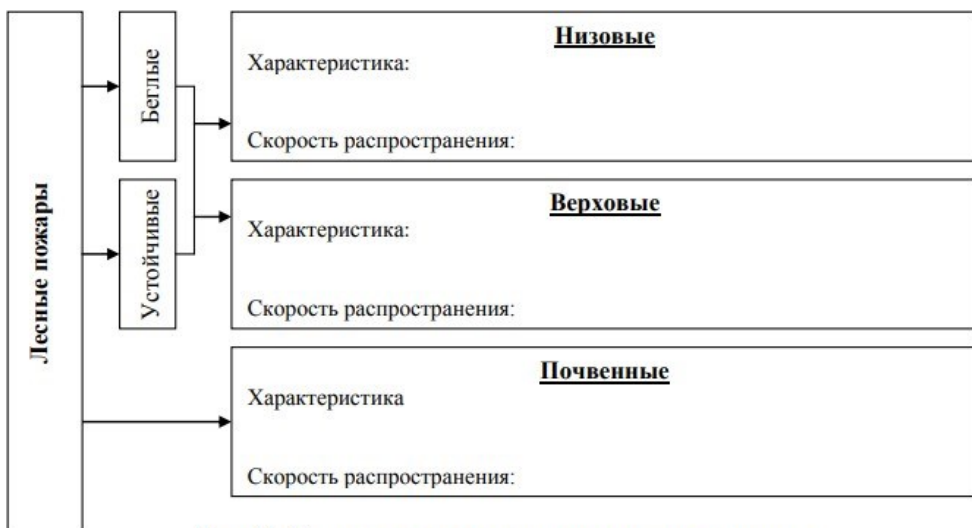 Лесные пожары
Беглые
Устойчивые
Низовые
Характеристика:
Скорость распространения:
Верховые
Характеристика:
Скорость распространения:
Почвенные
Характеристика
Скорость распространения: